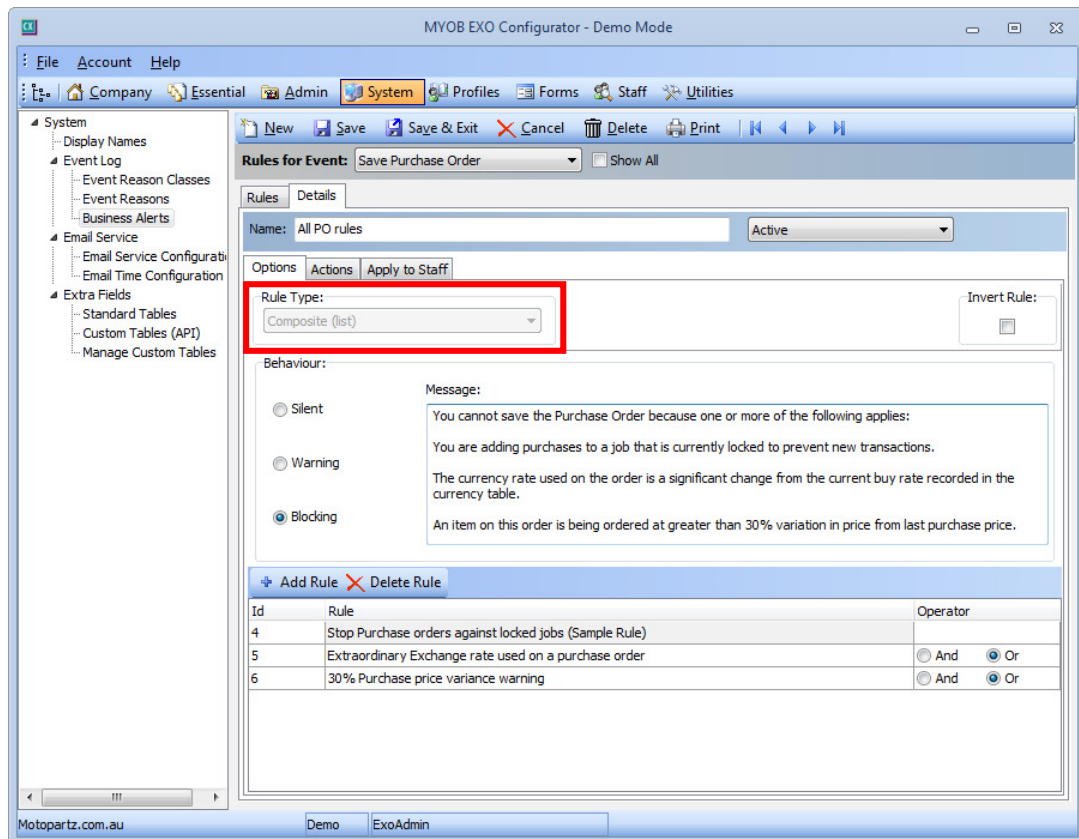 CX
MYOB EXO Configurator - Demo Mode
File Account Help
Company Essential Admin System Profiles Forms Staff Utilities
System
Display Names
Event Log
Event Reason Classes
Event Reasons
Business Alerts
Email Service
Email Service Configurati
Email Time Configuration
Extra Fields
Standard Tables
Custom Tables (API)
Manage Custom Tables
New Save Save & Exit Cancel Delete Print
Rules for Event: Save Purchase Order Show All
Rules Details
Name: All PO rules Active
Options Actions Apply to Staff
Rule Type: Invert Rule:
Composite (list)
Behaviour:
Message:
Silent
Warning
Blocking
You cannot save the Purchase Order because one or more of the following applies:
You are adding purchases to a job that is currently locked to prevent new transactions.
The currency rate used on the order is a significant change from the current buy rate recorded in the
currency table.
An item on this order is being ordered at greater than 30% variation in price from last purchase price.
Add Rule Delete Rule
Id Rule Operator
4 Stop Purchase orders against locked jobs (Sample Rule)
5 Extraordinary Exchange rate used on a purchase order And Or
6 30% Purchase price variance warning And Or
Motopartz.com.au Demo ExoAdmin